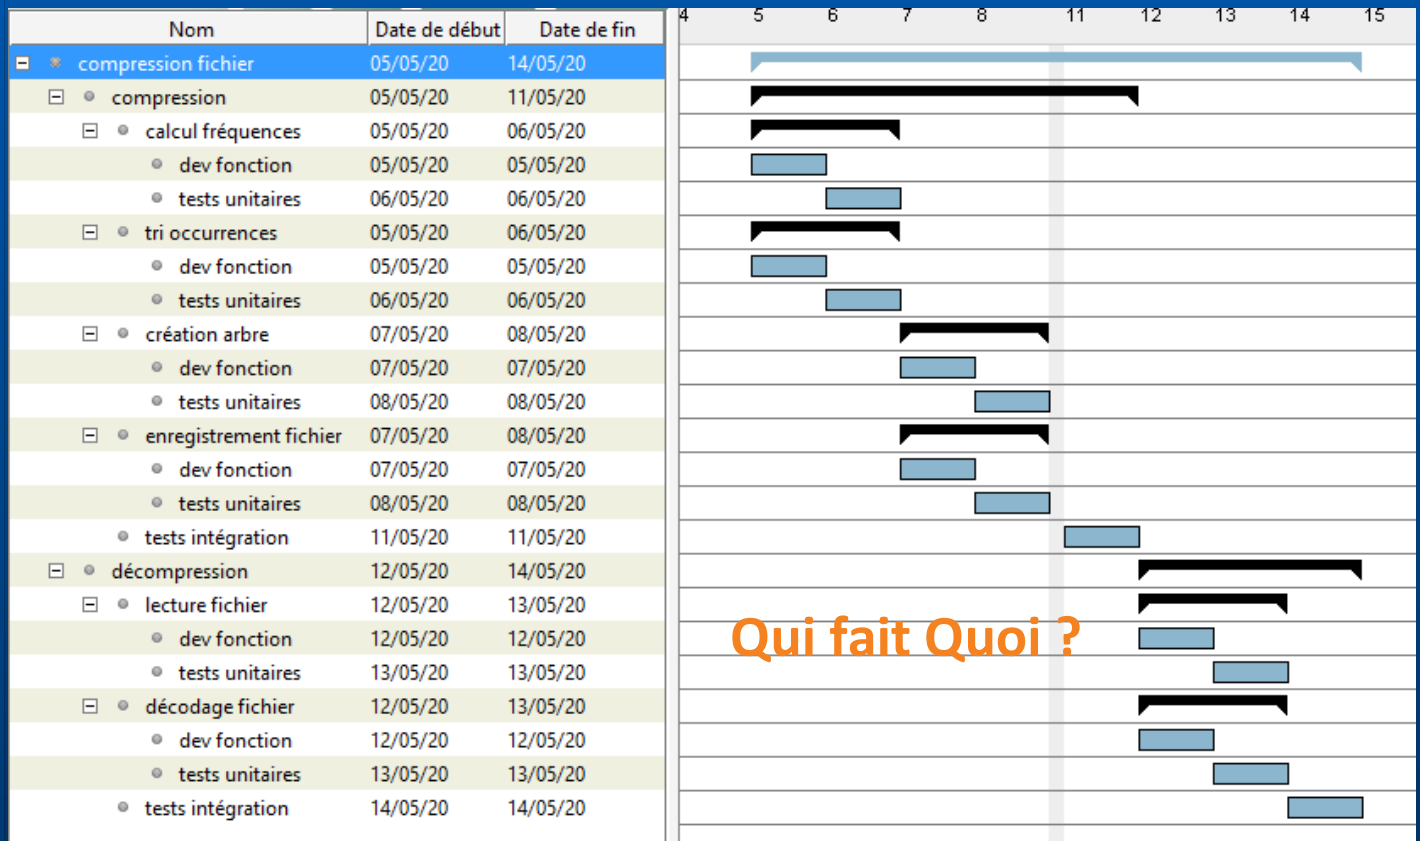 Nom Date de début Date de fin 4 5 6 7 8 11 12 13 14 15
compression fichier 05/05/20 14/05/20
compression 05/05/20 11/05/20
calcul fréquences 05/05/20 06/05/20
dev fonction 05/05/20 05/05/20
tests unitaires 06/05/20 06/05/20
tri occurrences 05/05/20 06/05/20
dev fonction 05/05/20 05/05/20
tests unitaires 06/05/20 06/05/20
création arbre 07/05/20 08/05/20
dev fonction 07/05/20 07/05/20
tests unitaires 08/05/20 08/05/20
enregistrement fichier 07/05/20 08/05/20
dev fonction 07/05/20 07/05/20
tests unitaires 08/05/20 08/05/20
tests intégration 11/05/20 11/05/20
décompression 12/05/20 14/05/20
lecture fichier 12/05/20 13/05/20
dev fonction 12/05/20 12/05/20
Qui fait Quoi ?
tests unitaires 13/05/20 13/05/20
décodage fichier 12/05/20 13/05/20
dev fonction 12/05/20 12/05/20
tests unitaires 13/05/20 13/05/20
tests intégration 14/05/20 14/05/20